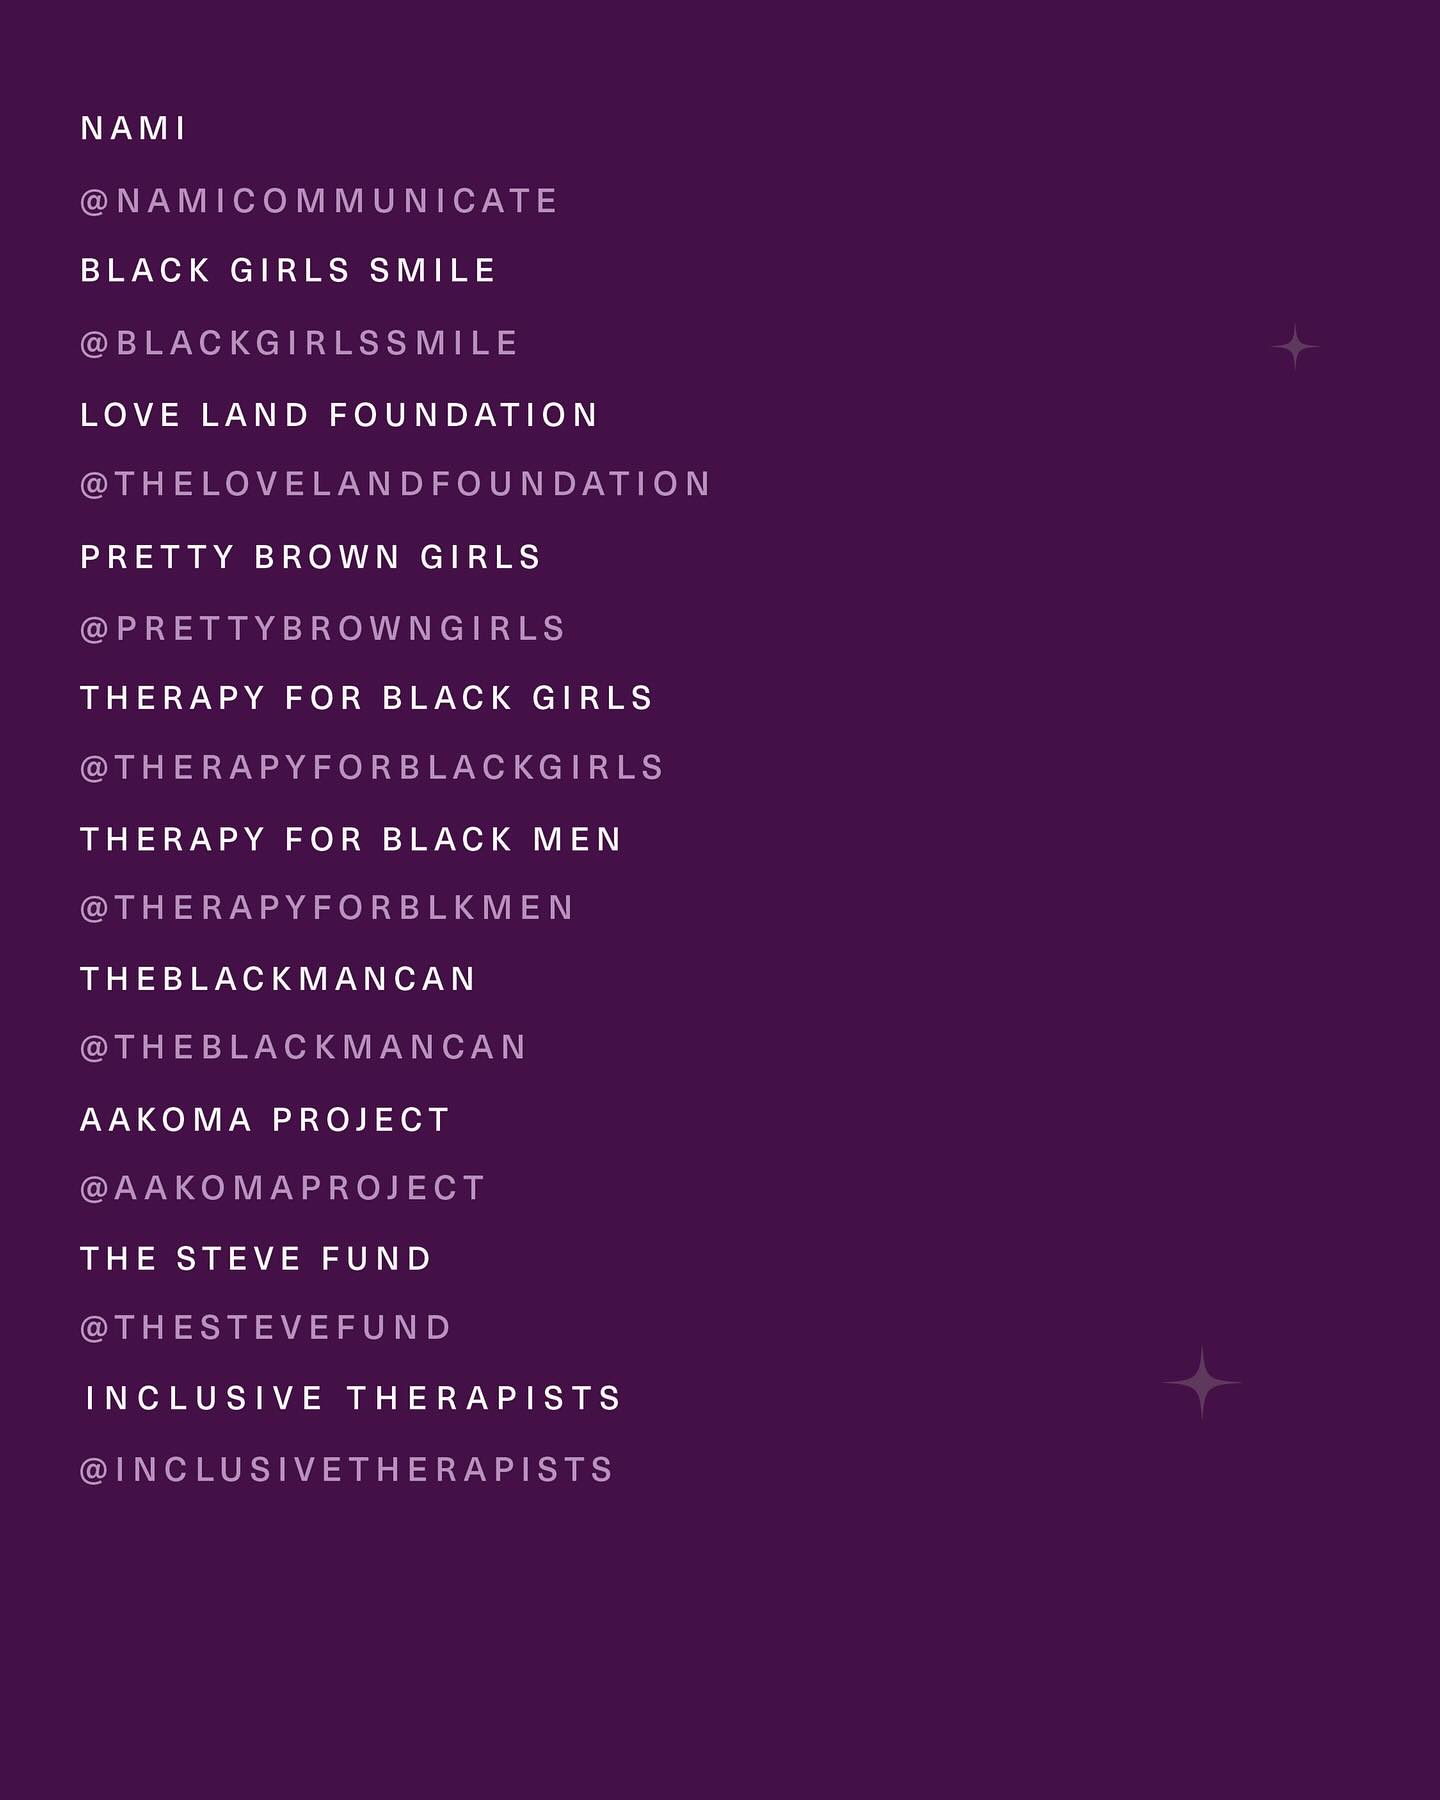 NAMI
@NAMICOMMUNICATE
BLACK GIRLS SMILE
@BLACKGIRLSSMILE
LOVE LAND FOUNDATION
@THELOVELANDFOUNDATION
PRETTY BROWN GIRLS
@PRETTYBROWNGIRLS
THERAPY FOR BLACK GIRLS
@THERAPYFORBLACKGIRLS
THERAPY FOR BLACK MEN
@THERAPYFORBLKMEN
THEBLACKMANCAN
@THEBLACKMANCAN
AAKOMA PROJECT
@AAKOMAPROJECT
THE STEVE FUND
@THESTEVEFUND
INCLUSIVE THERAPISTS
@INCLUSIVETHERAPISTS